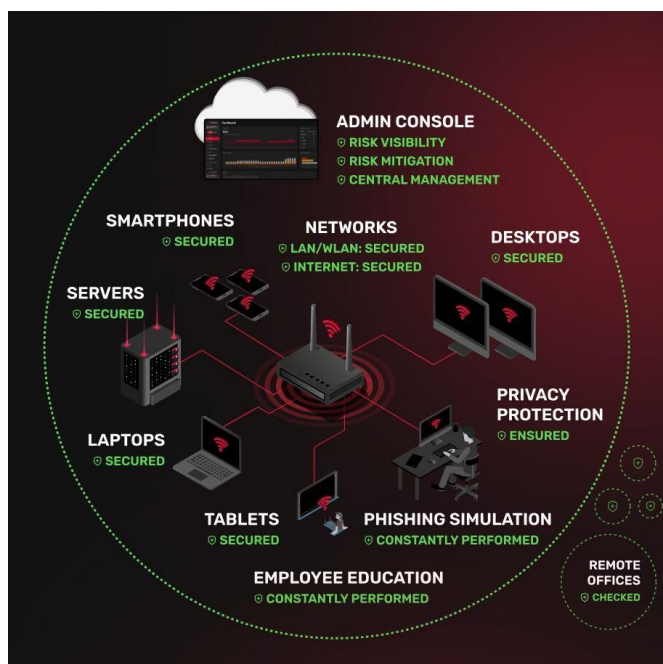 ADMIN CONSOLE
RISK VISIBILITY
RISK MITIGATION
CENTRAL MANAGEMENT
SMARTPHONES
SECURED
NETWORKS
LAN/WLAN: SECURED
INTERNET: SECURED
DESKTOPS
SECURED
SERVERS
SECURED
PRIVACY
PROTECTION
ENSURED
LAPTOPS
SECURED
TABLETS
SECURED
PHISHING SIMULATION
CONSTANTLY PERFORMED
EMPLOYEE EDUCATION
CONSTANTLY PERFORMED
REMOTE
OFFICES
CHECKED